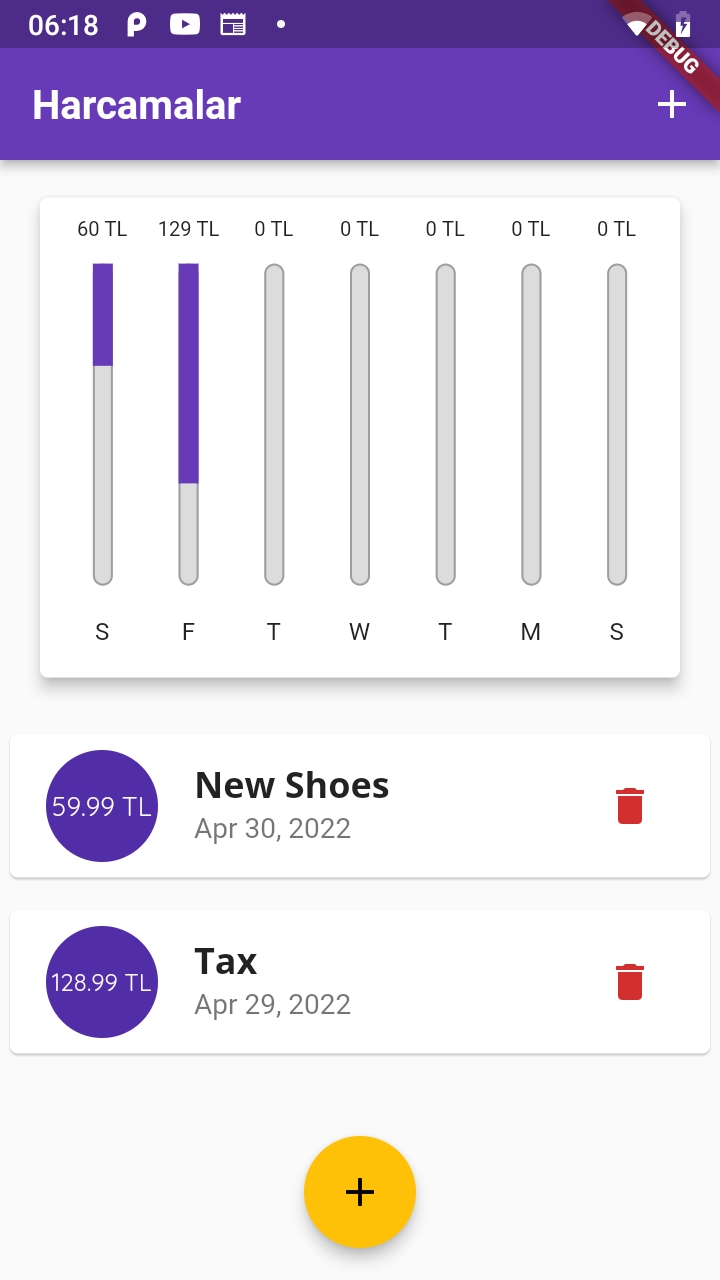 06:18
DEBUG
Harcamalar
60 TL 129 TL 0 TL 0 TL 0 TL 0 TL 0 TL
S F T W T M S
59.99 TL
New Shoes
Apr 30, 2022
128.99 TL
Tax
Apr 29, 2022